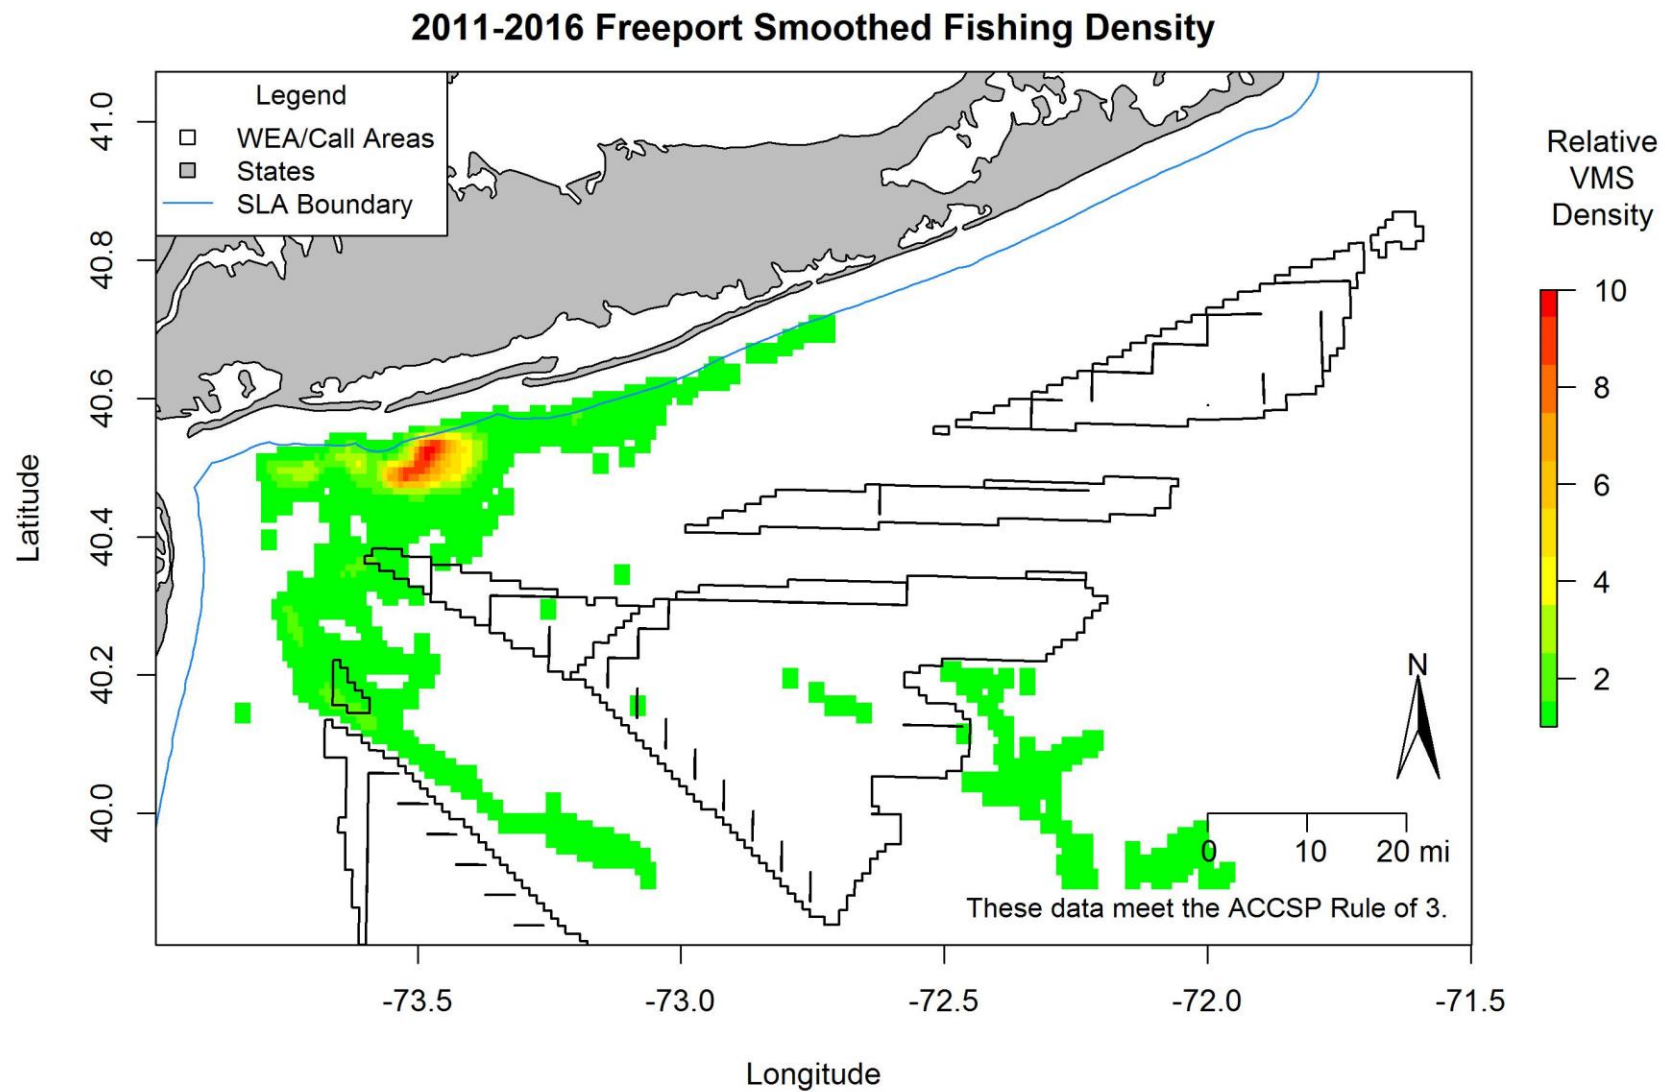 2011-2016 Freeport Smoothed Fishing Density
Legend
WEA/Call Areas
States
SLA Boundary
Relative
VMS
Density
10
8
6
4
2
Latitude
41.0
40.8
40.6
40.4
40.2
40.0
N
0 10 20 mi
These data meet the ACCSP Rule of 3.
-73.5 -73.0 -72.5 -72.0 -71.5
Longitude